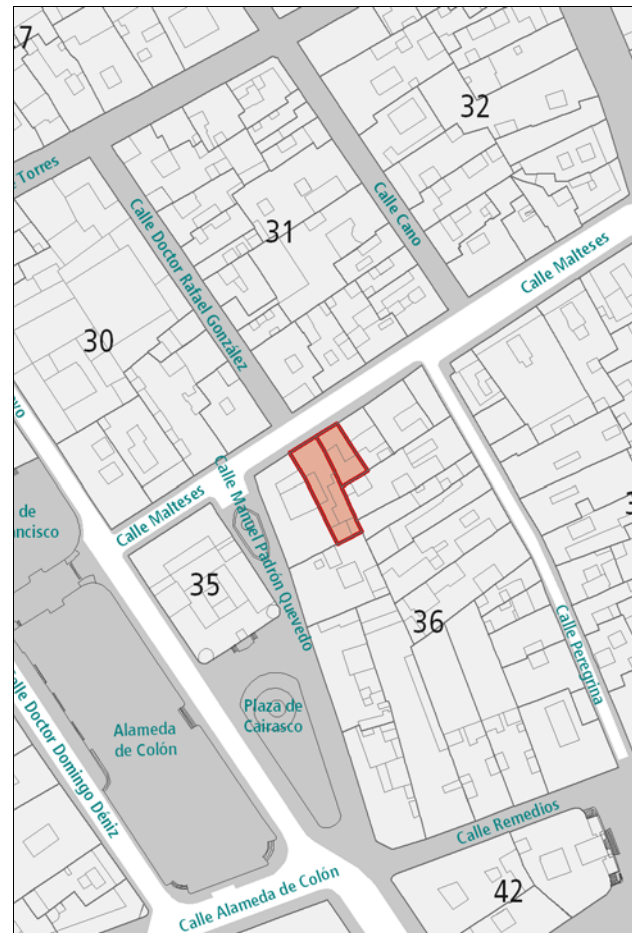 7
32
e Torres
Calle Cano
31
Calle Doctor Rafael González
Calle Malteses
30
de
ncisco
Calle Malteses
Calle Manuel Padrón Quevedo
35
36
Calle Peregrina
Plaza de
Cairasco
Alameda
de Colón
alle Doctor Domingo Déniz
Calle Remedios
42
Calle Alameda de Colón